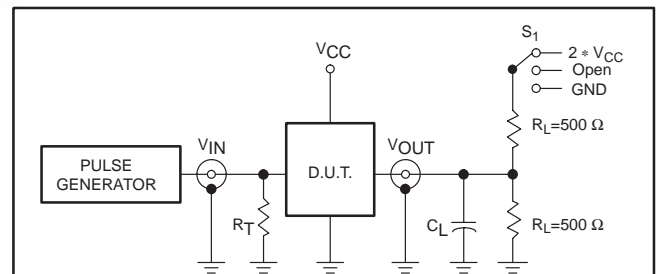 S1
2 * VCC
Open
GND
VCC
RL=500 Ω
VIN
VOUT
PULSE
GENERATOR
D.U.T.
RT
CL
RL=500 Ω